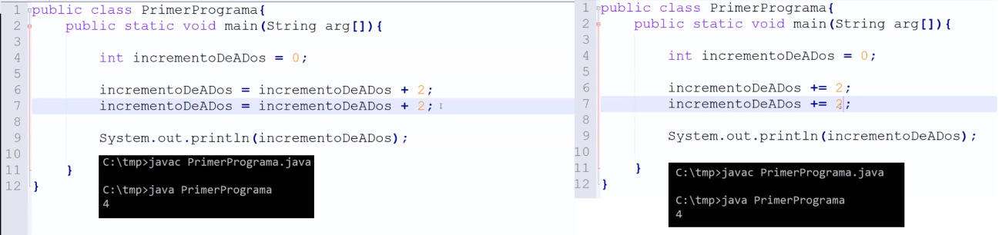 1 public class PrimerPrograma{
2 public static void main(String arg[]){
3
4 int incrementoDeADos = 0;
5
6 incrementoDeADos = incrementoDeADos + 2;
7 incrementoDeADos = incrementoDeADos + 2;
8
9 System.out.println(incrementoDeADos);
10
11 }
12 }
C:\tmp>javac PrimerPrograma.java
C:\tmp>java PrimerPrograma
4
1 public class PrimerPrograma{
2 public static void main(String arg[]){
3
4 int incrementoDeADos = 0;
5
6 incrementoDeADos += 2;
7 incrementoDeADos += 2;
8
9 System.out.println(incrementoDeADos);
10
11 }
12 }
C:\tmp>javac PrimerPrograma.java
C:\tmp>java PrimerPrograma
4